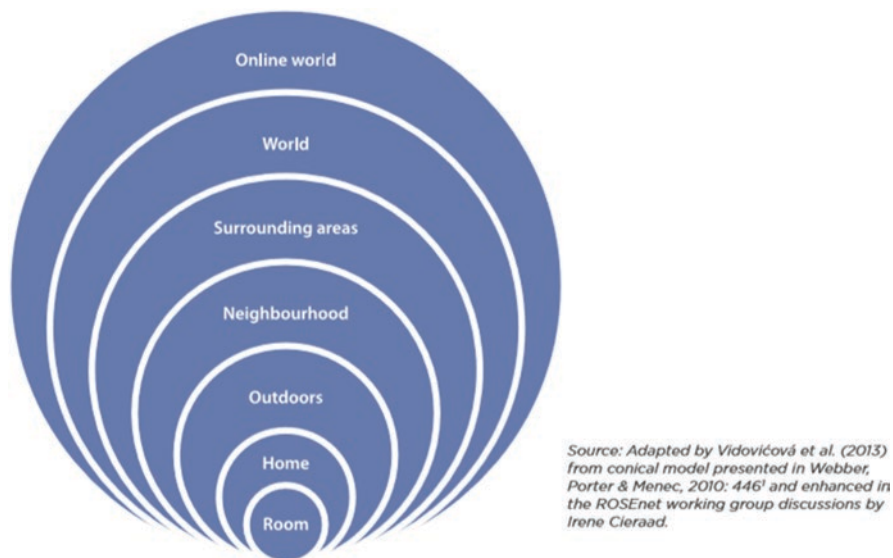 Online world
World
Surrounding areas
Neighbourhood
Outdoors
Home
Room
Source: Adapted by Vidovićová et al. (2013)
from conical model presented in Webber,
Porter & Menec, 2010: 446¹ and enhanced in
the ROSEnet working group discussions by
Irene Cieraad.